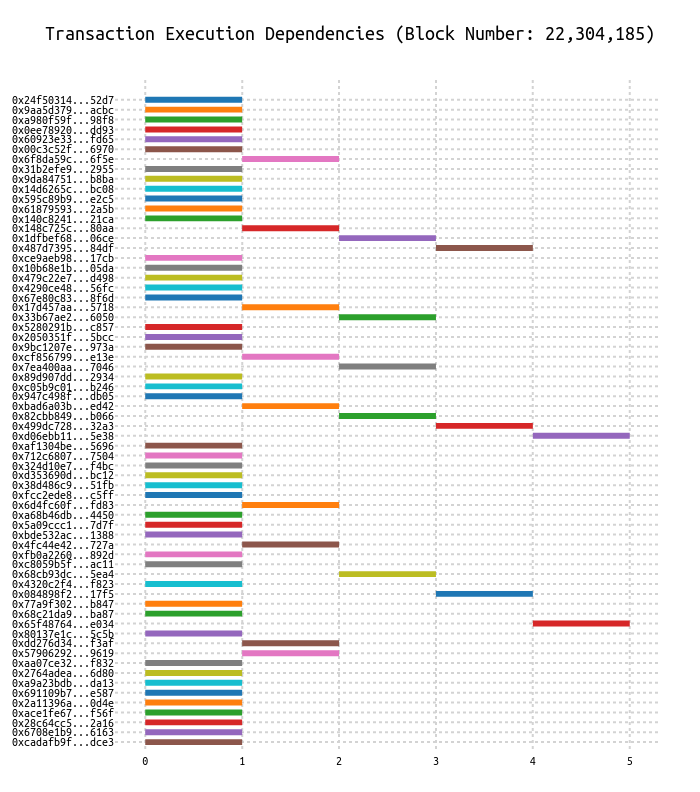 Transaction Execution Dependencies (Block Number: 22,304,185)
0x24f50314...52d7
0x9aa5d379...acbc
0xa980f59f...98f8
0x0ee78920...dd93
0x60923e33...fd65
0x00c3c52f...6970
0x6f8da59c...6f5e
0x31b2efe9...2955
0x9da84751...b8ba
0x14d6265c...bc08
0x595c89b9...e2c5
0x61879593...2a5b
0x140c8241...21ca
0x148c725c...80aa
0x1dfbef68...06ce
0x487d7395...84df
0xce9aeb98...17cb
0x10b68e1b...05da
0x479c22e7...d498
0x4290ce48...56fc
0x67e80c83...8f6d
0x17d457aa...5718
0x33b67ae2...6050
0x5280291b...c857
0x2050351f...5bcc
0x9bc1207e...973a
0xcf856799...e13e
0x7ea400aa...7046
0x89d907dd...2934
0xc05b9c01...b246
0x947c498f...db05
0xbad6a03b...ed42
0x82cbb849...b066
0x499dc728...32a3
0xd06ebb11...5e38
0xaf1304be...5696
0x712c6807...7504
0x324d10e7...f4bc
0xd353690d...bc12
0x38d486c9...51fb
0xfcc2ede8...c5ff
0x6d4fc60f...fd83
0xa68b46db...4450
0x5a09ccc1...7d7f
0xbde532ac...1388
0x4fc44e42...727a
0xfb0a2260...892d
0xc8059b5f...ac11
0x68cb93dc...5ea4
0x4320c2f4...f823
0x084898f2...17f5
0x77a9f302...b847
0x68c21da9...ba87
0x65f48764...e034
0x80137e1c...5c5b
0xdd276d34...f3af
0x57906292...9619
0xaa07ce32...f832
0x2764adea...6d80
0xa9a23bdb...da13
0x691109b7...e587
0x2a11396a...0d4e
0xace1fe67...f56f
0x28c64cc5...2a16
0x6708e1b9...6163
0xcadafb9f...dce3
0 1 2 3 4 5